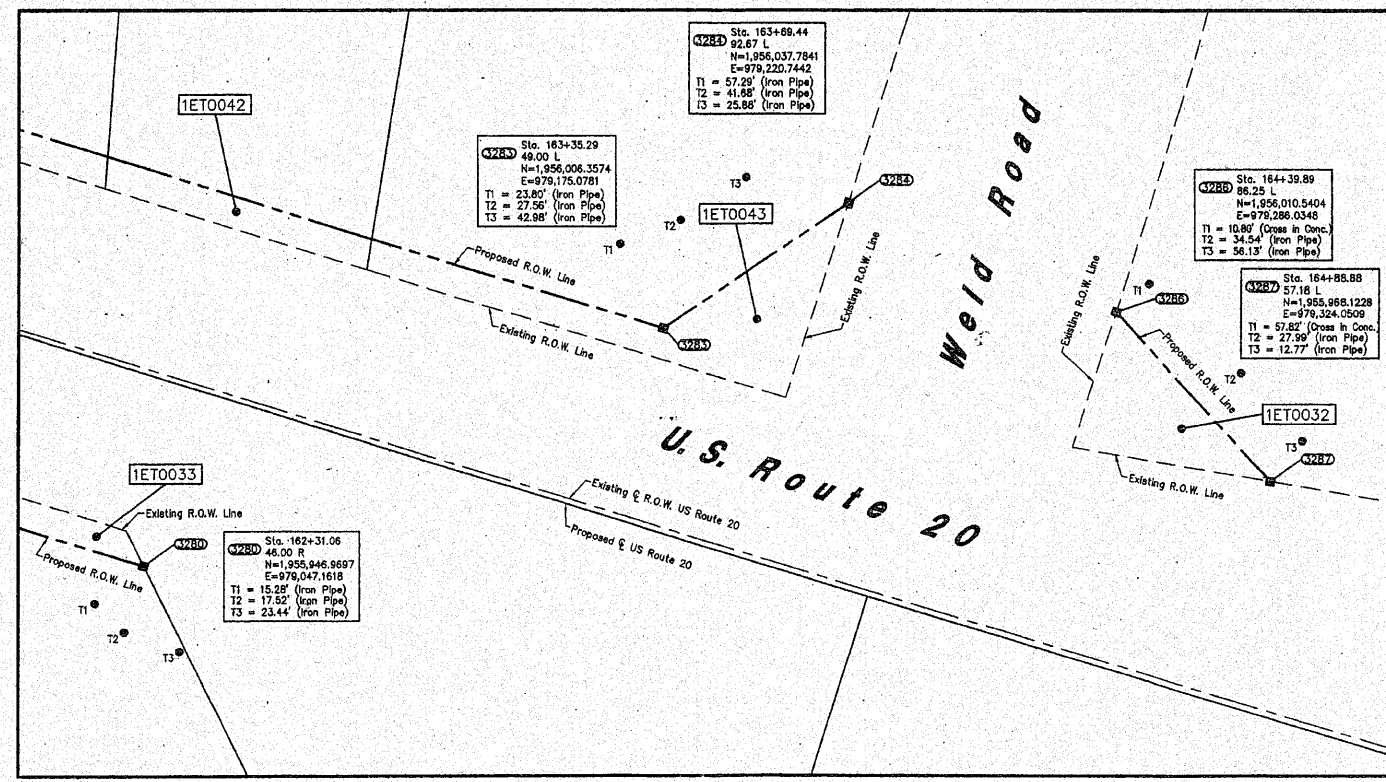 3284 Sta. 163+69.44
92.67 L
N=1,956,037.7841
E=979,220.7442
T1 = 57.29' (Iron Pipe)
T2 = 41.68' (Iron Pipe)
T3 = 25.88' (Iron Pipe)
1ET0042
3283 Sta. 163+35.29
49.00 L
N=1,956,006.3574
E=979,175.0781
T1 = 23.80' (Iron Pipe)
T2 = 27.56' (Iron Pipe)
T3 = 42.98' (Iron Pipe)
T3
3284
T2
1ET0043
T1
Proposed R.O.W. Line
Existing R.O.W. Line
3283
Existing R.O.W. Line
Weld Road
3286 Sta. 164+39.89
86.25 L
N=1,956,010.5404
E=979,286.0348
T1 = 10.80' (Cross in Conc.)
T2 = 34.54' (Iron Pipe)
T3 = 56.13' (Iron Pipe)
3287 Sta. 164+88.88
57.18 L
N=1,955,968.1228
E=979,324.0509
T1 = 57.82' (Cross in Conc.)
T2 = 27.99' (Iron Pipe)
T3 = 12.77' (Iron Pipe)
T1
3286
Existing R.O.W. Line
Proposed R.O.W. Line
T2
1ET0032
T3
3287
Existing R.O.W. Line
U.S. Route 20
Existing ℄ R.O.W. US Route 20
Proposed ℄ US Route 20
1ET0033
Existing R.O.W. Line
3280
Proposed R.O.W. Line
3280 Sta. 162+31.06
46.00 R
N=1,955,946.9697
E=979,047.1618
T1 = 15.28' (Iron Pipe)
T2 = 17.52' (Iron Pipe)
T3 = 23.44' (Iron Pipe)
T1
T2
T3